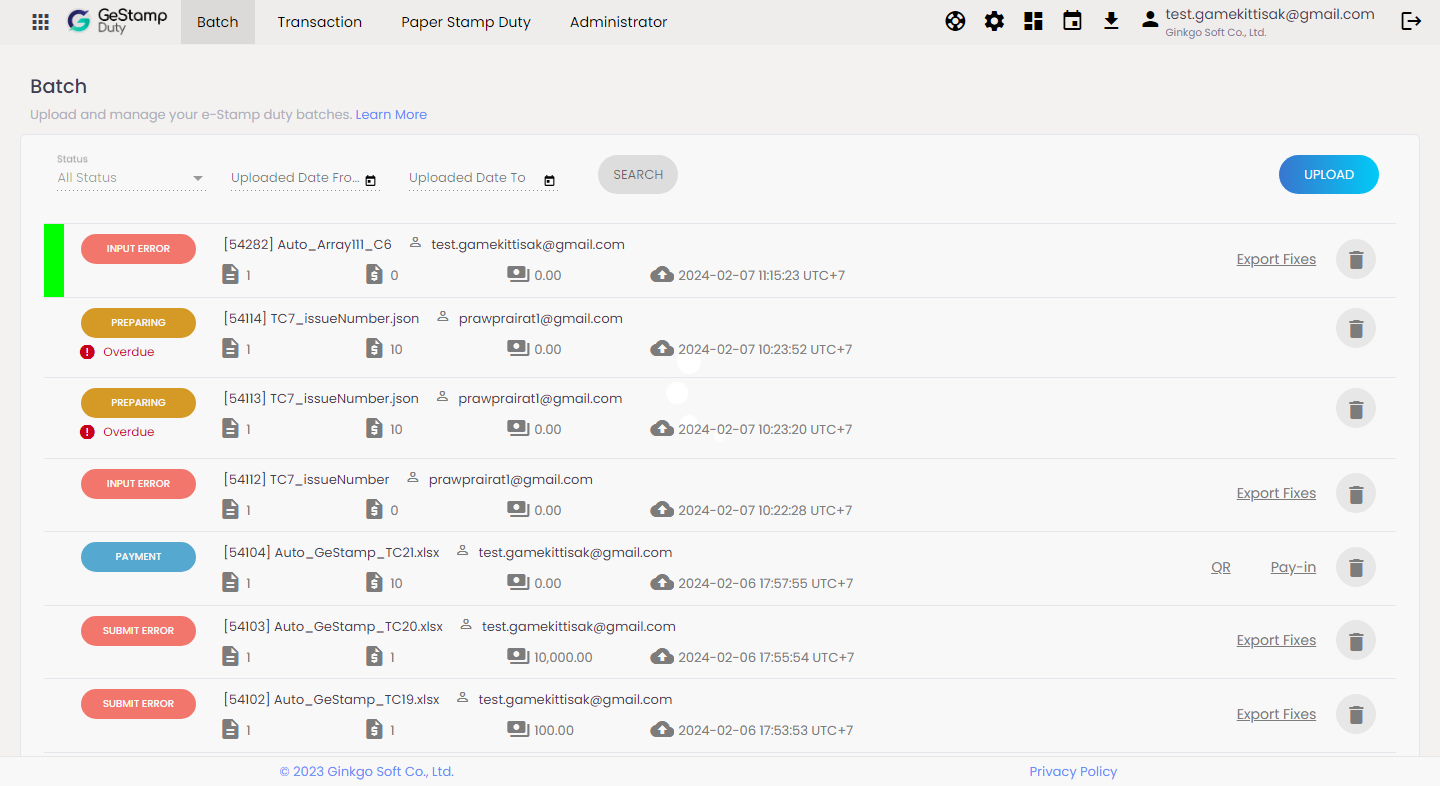 GeStamp
Duty
Batch
Transaction
Paper Stamp Duty
Administrator
test.gamekittisak@gmail.com
Ginkgo Soft Co., Ltd.
Batch
Upload and manage your e-Stamp duty batches. Learn More
Status
All Status
Uploaded Date Fro...
Uploaded Date To
SEARCH
UPLOAD
INPUT ERROR
[54282] Auto_Array111_C6 test.gamekittisak@gmail.com
1 0 0.00 2024-02-07 11:15:23 UTC+7
Export Fixes
PREPARING
[54114] TC7_issueNumber.json prawprairat1@gmail.com
Overdue
1 10 0.00 2024-02-07 10:23:52 UTC+7
PREPARING
[54113] TC7_issueNumber.json prawprairat1@gmail.com
Overdue
1 10 0.00 2024-02-07 10:23:20 UTC+7
INPUT ERROR
[54112] TC7_issueNumber prawprairat1@gmail.com
1 0 0.00 2024-02-07 10:22:28 UTC+7
Export Fixes
PAYMENT
[54104] Auto_GeStamp_TC21.xlsx test.gamekittisak@gmail.com
1 10 0.00 2024-02-06 17:57:55 UTC+7
QR Pay-in
SUBMIT ERROR
[54103] Auto_GeStamp_TC20.xlsx test.gamekittisak@gmail.com
1 1 10,000.00 2024-02-06 17:55:54 UTC+7
Export Fixes
SUBMIT ERROR
[54102] Auto_GeStamp_TC19.xlsx test.gamekittisak@gmail.com
1 1 100.00 2024-02-06 17:53:53 UTC+7
Export Fixes
© 2023 Ginkgo Soft Co., Ltd.
Privacy Policy